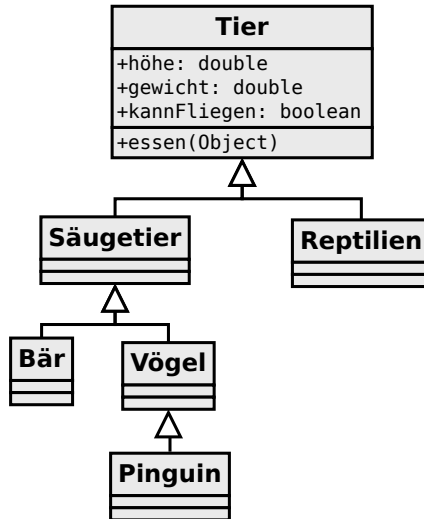 Tier
+höhe: double
+gewicht: double
+kannFliegen: boolean
+essen(Object)
Säugetier
Reptilien
Bär
Vögel
Pinguin